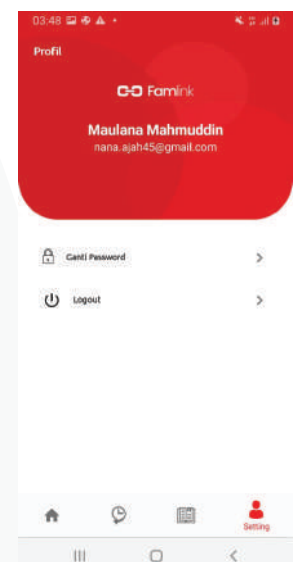 03:48
Profil
Famlink
Maulana Mahmuddin
nana.ajah45@gmail.com
Ganti Password
Logout
Setting